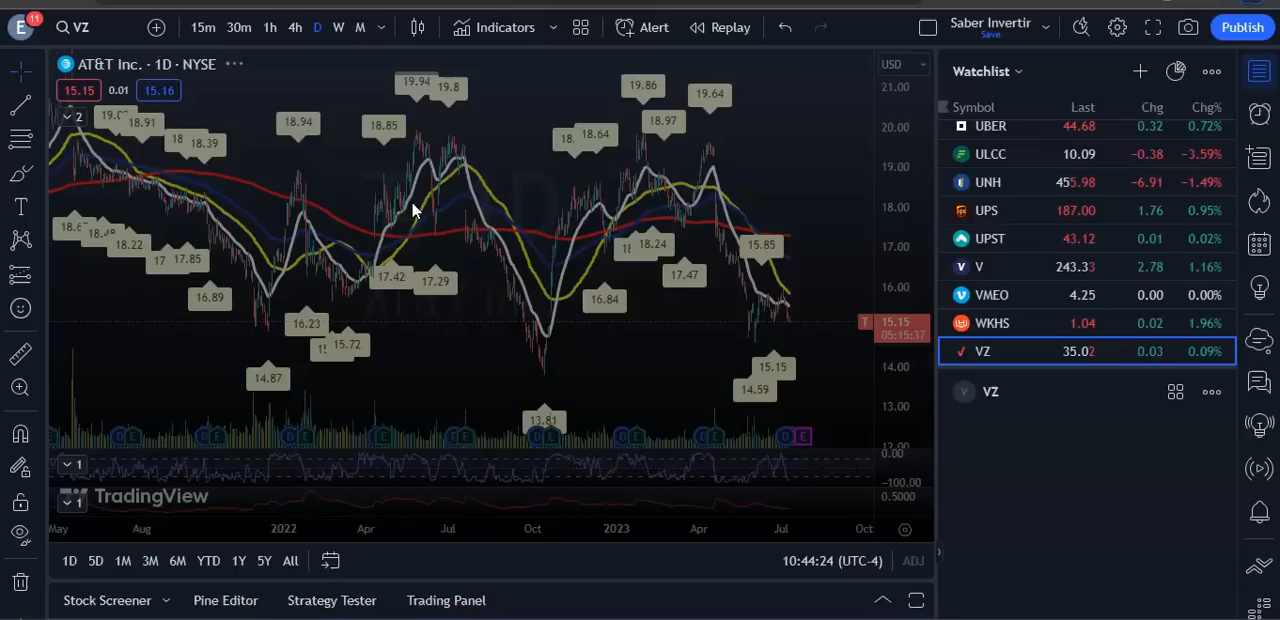 E 11 VZ 15m 30m 1h 4h D W M Indicators Alert Replay Saber Invertir Save Publish
AT&T Inc. · 1D · NYSE ••• USD
15.15 0.01 15.16
2
21.00
20.00
19.00
18.00
17.00
16.00
T 15.15
05:15:37
14.00
13.00
12.00
18.91
18.39
18.94
18.85
19.94
19.8
18.64
19.86
18.97
19.64
18.22
17.85
16.89
17.42
17.29
18.24
17.47
15.85
16.84
16.23
15.72
14.87
13.81
15.15
14.59
D E D E D E D E D E D E D E D E D E
1
0.00
-100.00
TradingView
1
0.5000
May Aug 2022 Apr Jul Oct 2023 Apr Jul Oct
1D 5D 1M 3M 6M YTD 1Y 5Y All 10:44:24 (UTC-4) ADJ
Stock Screener Pine Editor Strategy Tester Trading Panel
Watchlist
Symbol Last Chg Chg%
UBER 44.68 0.32 0.72%
ULCC 10.09 −0.38 −3.59%
UNH 455.98 −6.91 −1.49%
UPS 187.00 1.76 0.95%
UPST 43.12 0.01 0.02%
V 243.33 2.78 1.16%
VMEO 4.25 0.00 0.00%
WKHS 1.04 0.02 1.96%
VZ 35.02 0.03 0.09%
V VZ